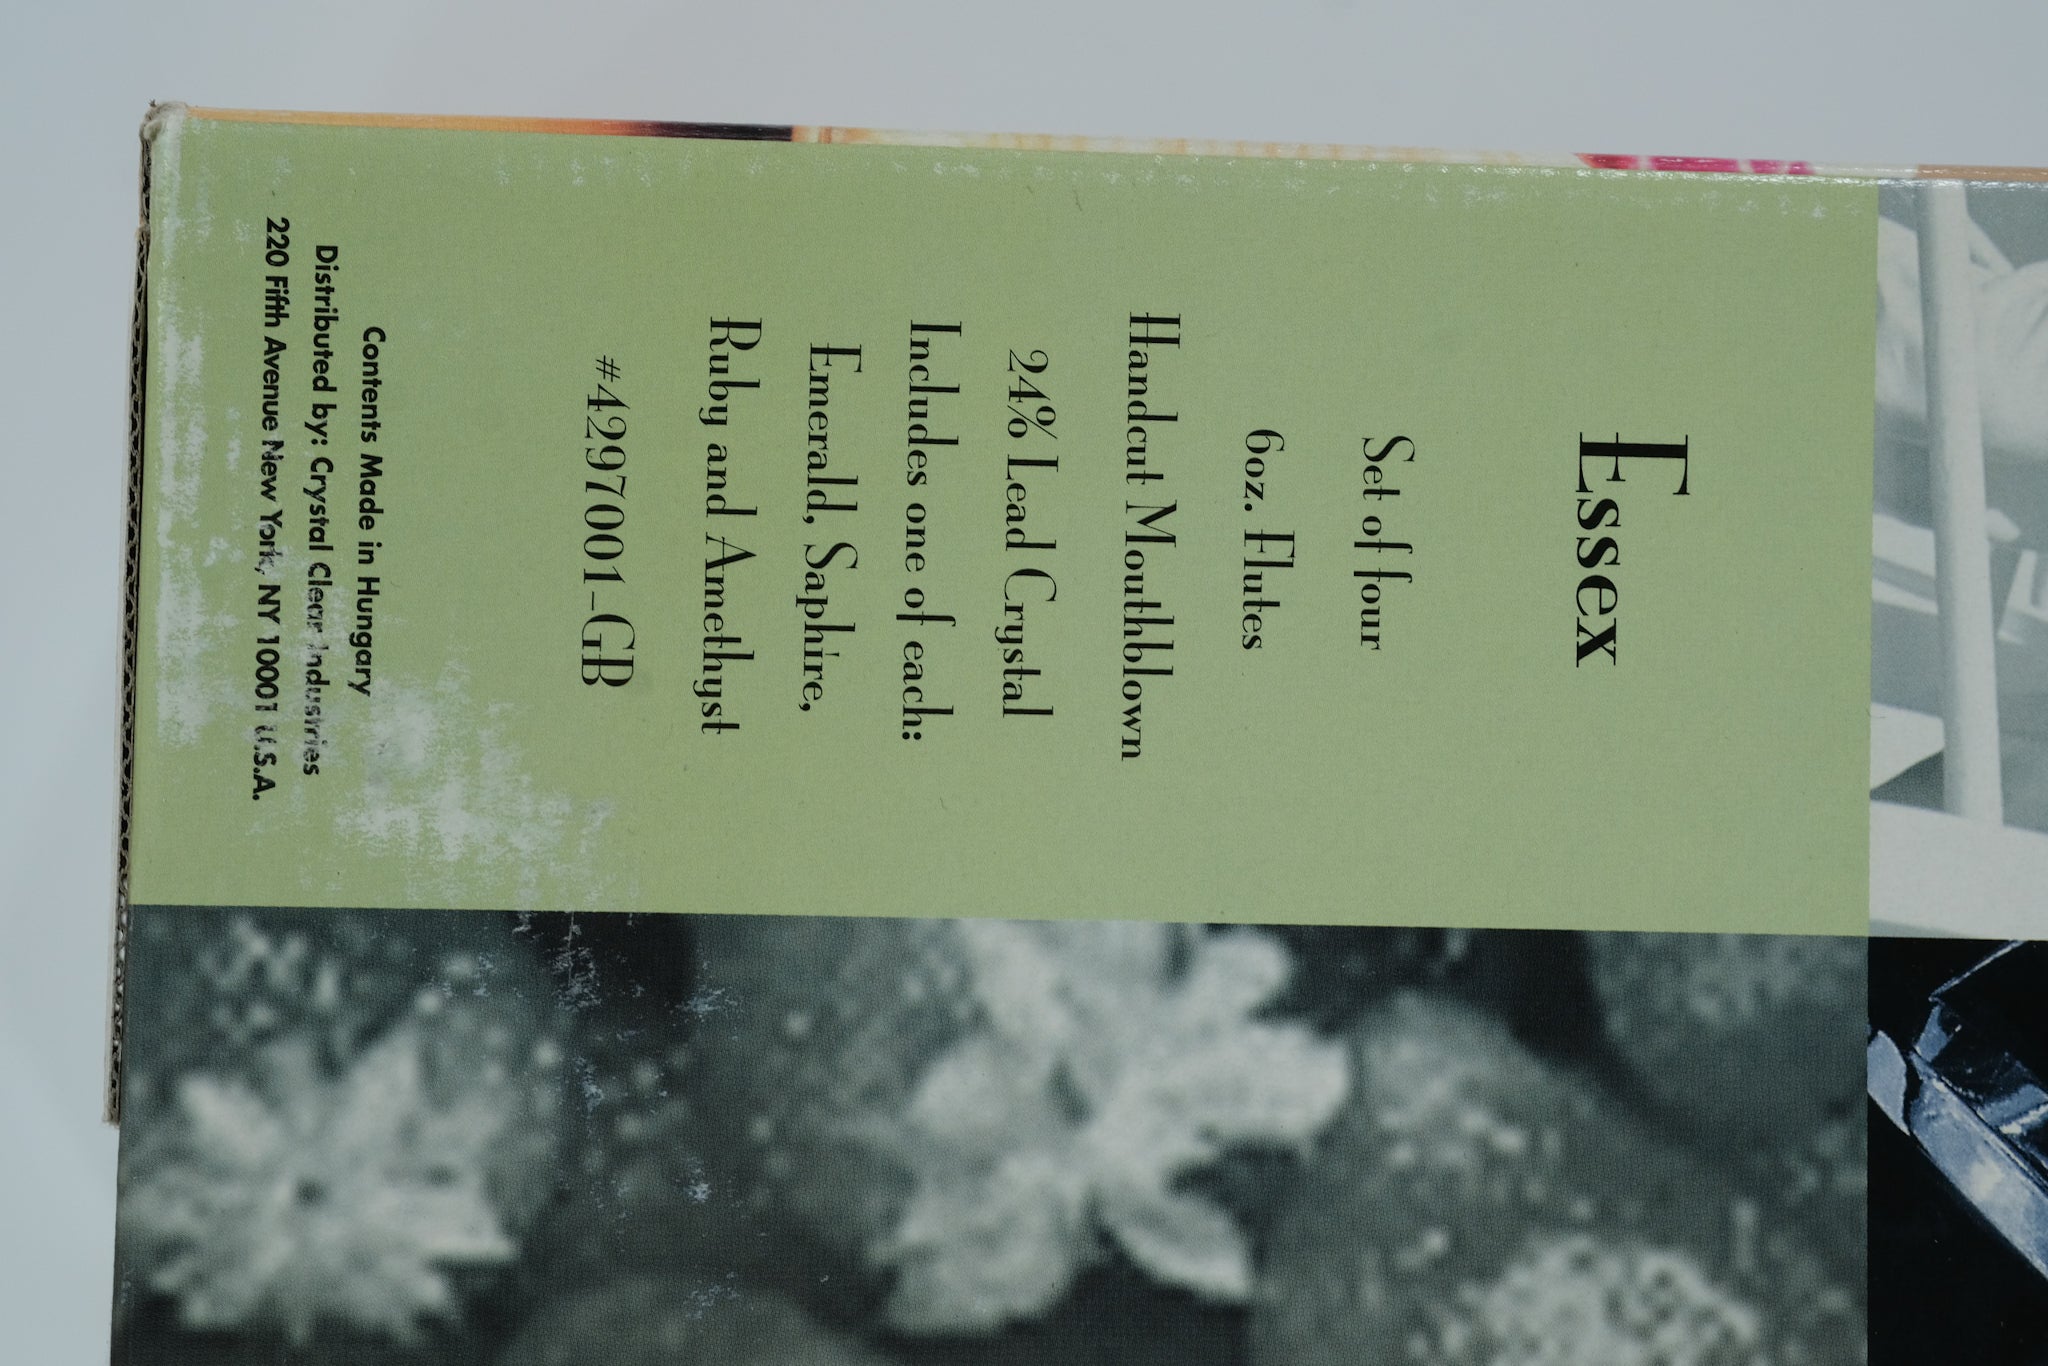 Essex
Set of four
6oz. Flutes
Handcut Mouthblown
24% Lead Crystal
Includes one of each:
Emerald, Saphire,
Ruby and Amethyst
#4297001-GB
Contents Made in Hungary
Distributed by: Crystal Clear Industries
220 Fifth Avenue New York, NY 10001 U.S.A.